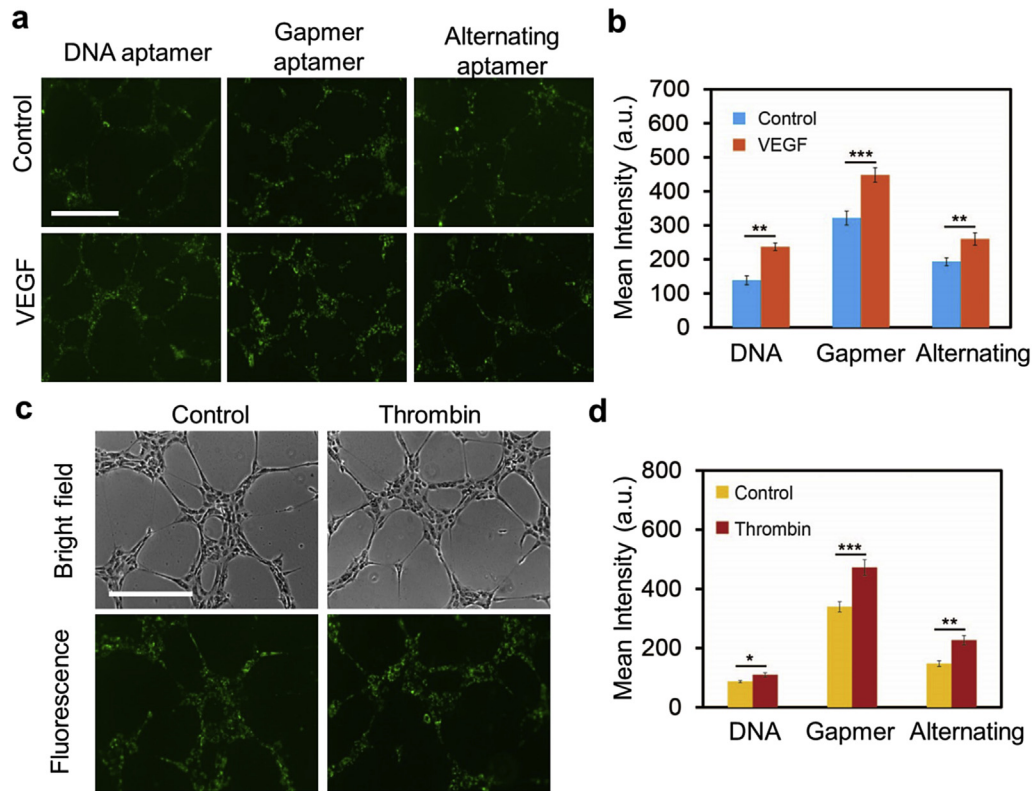 a
DNA aptamer
Gapmer
aptamer
Alternating
aptamer
Control
VEGF
b
Mean Intensity (a.u.)
700
600
500
400
300
200
100
0
Control
VEGF
**
***
**
DNA
Gapmer
Alternating
c
Control
Thrombin
Bright field
Fluorescence
d
Mean Intensity (a.u.)
800
600
400
200
0
Control
Thrombin
*
***
**
DNA
Gapmer
Alternating